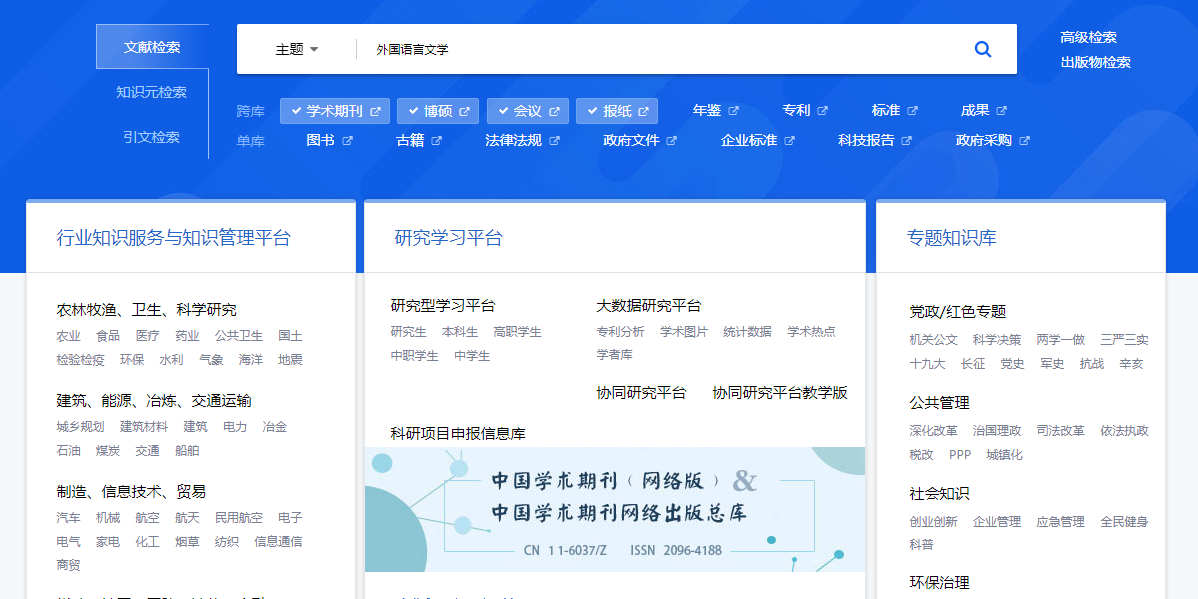 文献检索
知识元检索
引文检索
主题 外国语言文学
高级检索
出版物检索
跨库 学术期刊 博硕 会议 报纸 年鉴 专利 标准 成果
单库 图书 古籍 法律法规 政府文件 企业标准 科技报告 政府采购
行业知识服务与知识管理平台
农林牧渔、卫生、科学研究
农业 食品 医疗 药业 公共卫生 国土
检验检疫 环保 水利 气象 海洋 地震
建筑、能源、冶炼、交通运输
城乡规划 建筑材料 建筑 电力 冶金
石油 煤炭 交通 船舶
制造、信息技术、贸易
汽车 机械 航空 航天 民用航空 电子
电气 家电 化工 烟草 纺织 信息通信
商贸
研究学习平台
研究型学习平台
研究生 本科生 高职学生
中职学生 中学生
大数据研究平台
专利分析 学术图片 统计数据 学术热点
学者库
协同研究平台 协同研究平台教学版
科研项目申报信息库
中国学术期刊（网络版）&
中国学术期刊网络出版总库
CN 11-6037/Z ISSN 2096-4188
专题知识库
党政/红色专题
机关公文 科学决策 两学一做 三严三实
十九大 长征 党史 军史 抗战 辛亥
公共管理
深化改革 治国理政 司法改革 依法执政
税改 PPP 城镇化
社会知识
创业创新 企业管理 应急管理 全民健身
科普
环保治理